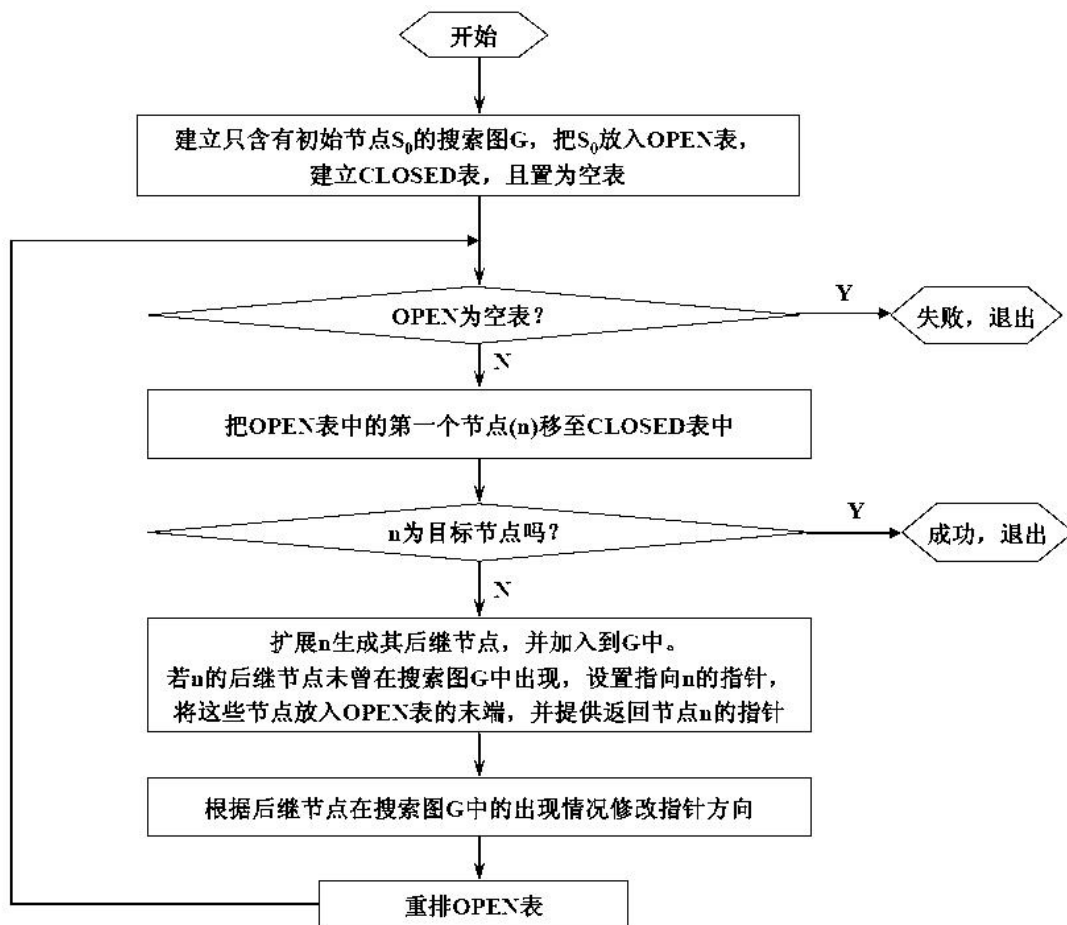 开始
建立只含有初始节点S₀的搜索图G，把S₀放入OPEN表，
建立CLOSED表，且置为空表
OPEN为空表？
Y
失败，退出
N
把OPEN表中的第一个节点(n)移至CLOSED表中
n为目标节点吗？
Y
成功，退出
N
扩展n生成其后继节点，并加入到G中。
若n的后继节点未曾在搜索图G中出现，设置指向n的指针，
将这些节点放入OPEN表的末端，并提供返回节点n的指针
根据后继节点在搜索图G中的出现情况修改指针方向
重排OPEN表